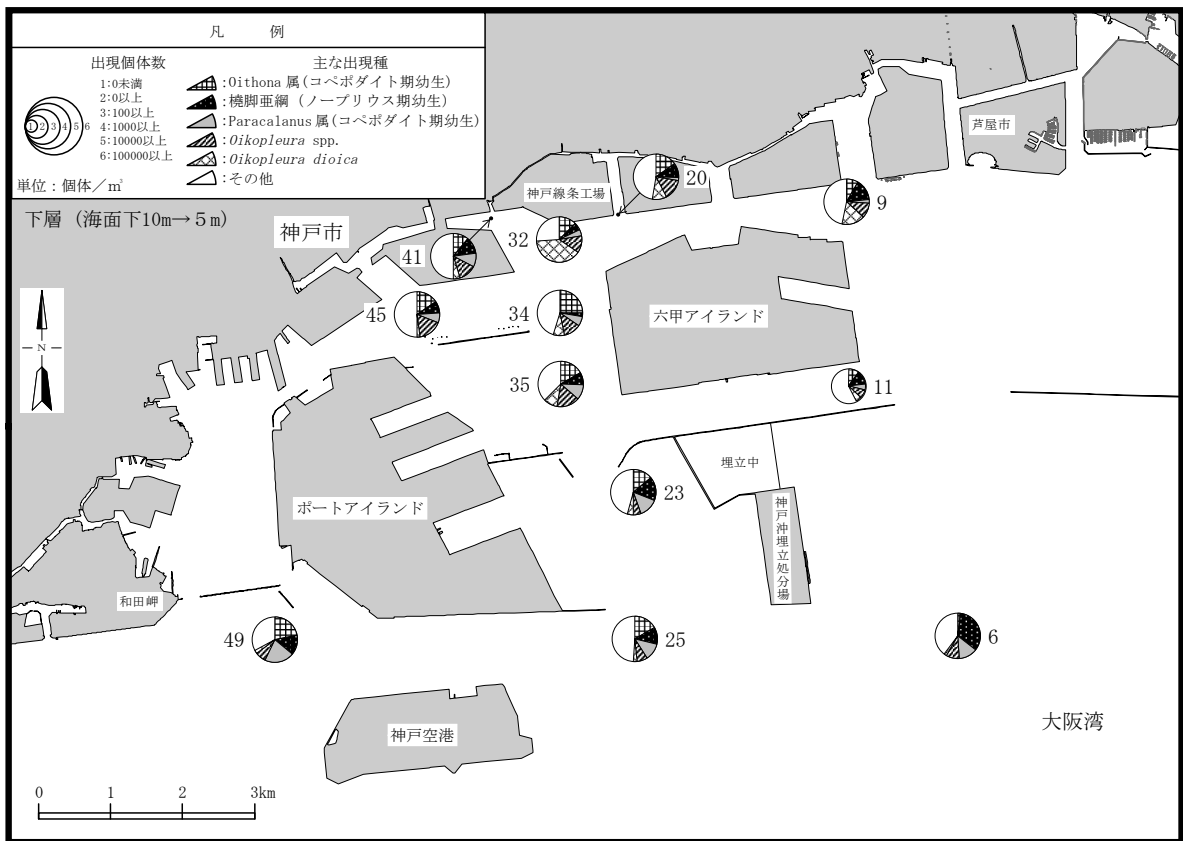 凡 例
出現個体数
1:0未満
2:0以上
3:100以上
4:1000以上
5:10000以上
6:100000以上
1 2 3 4 5 6
単位：個体／㎥
主な出現種
:Oithona 属(コペポダイト期幼生)
:橈脚亜綱（ノープリウス期幼生）
:Paracalanus 属(コペポダイト期幼生)
:Oikopleura spp.
:Oikopleura dioica
:その他
下層（海面下10m→５m）
神戸市
神戸線条工場
芦屋市
20
9
32
41
45
34
六甲アイランド
N
35
11
埋立中
23
ポートアイランド
神戸沖埋立処分場
和田岬
49
25
6
神戸空港
大阪湾
0 1 2 3km